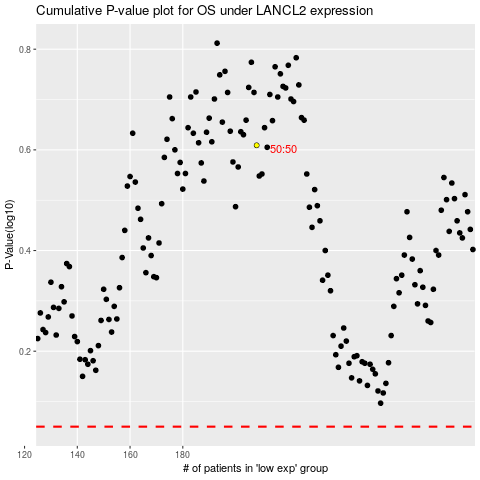 Cumulative P-value plot for OS under LANCL2 expression
0.8
0.6
0.4
0.2
P-Value(log10)
50:50
120 140 160 180
# of patients in 'low exp' group